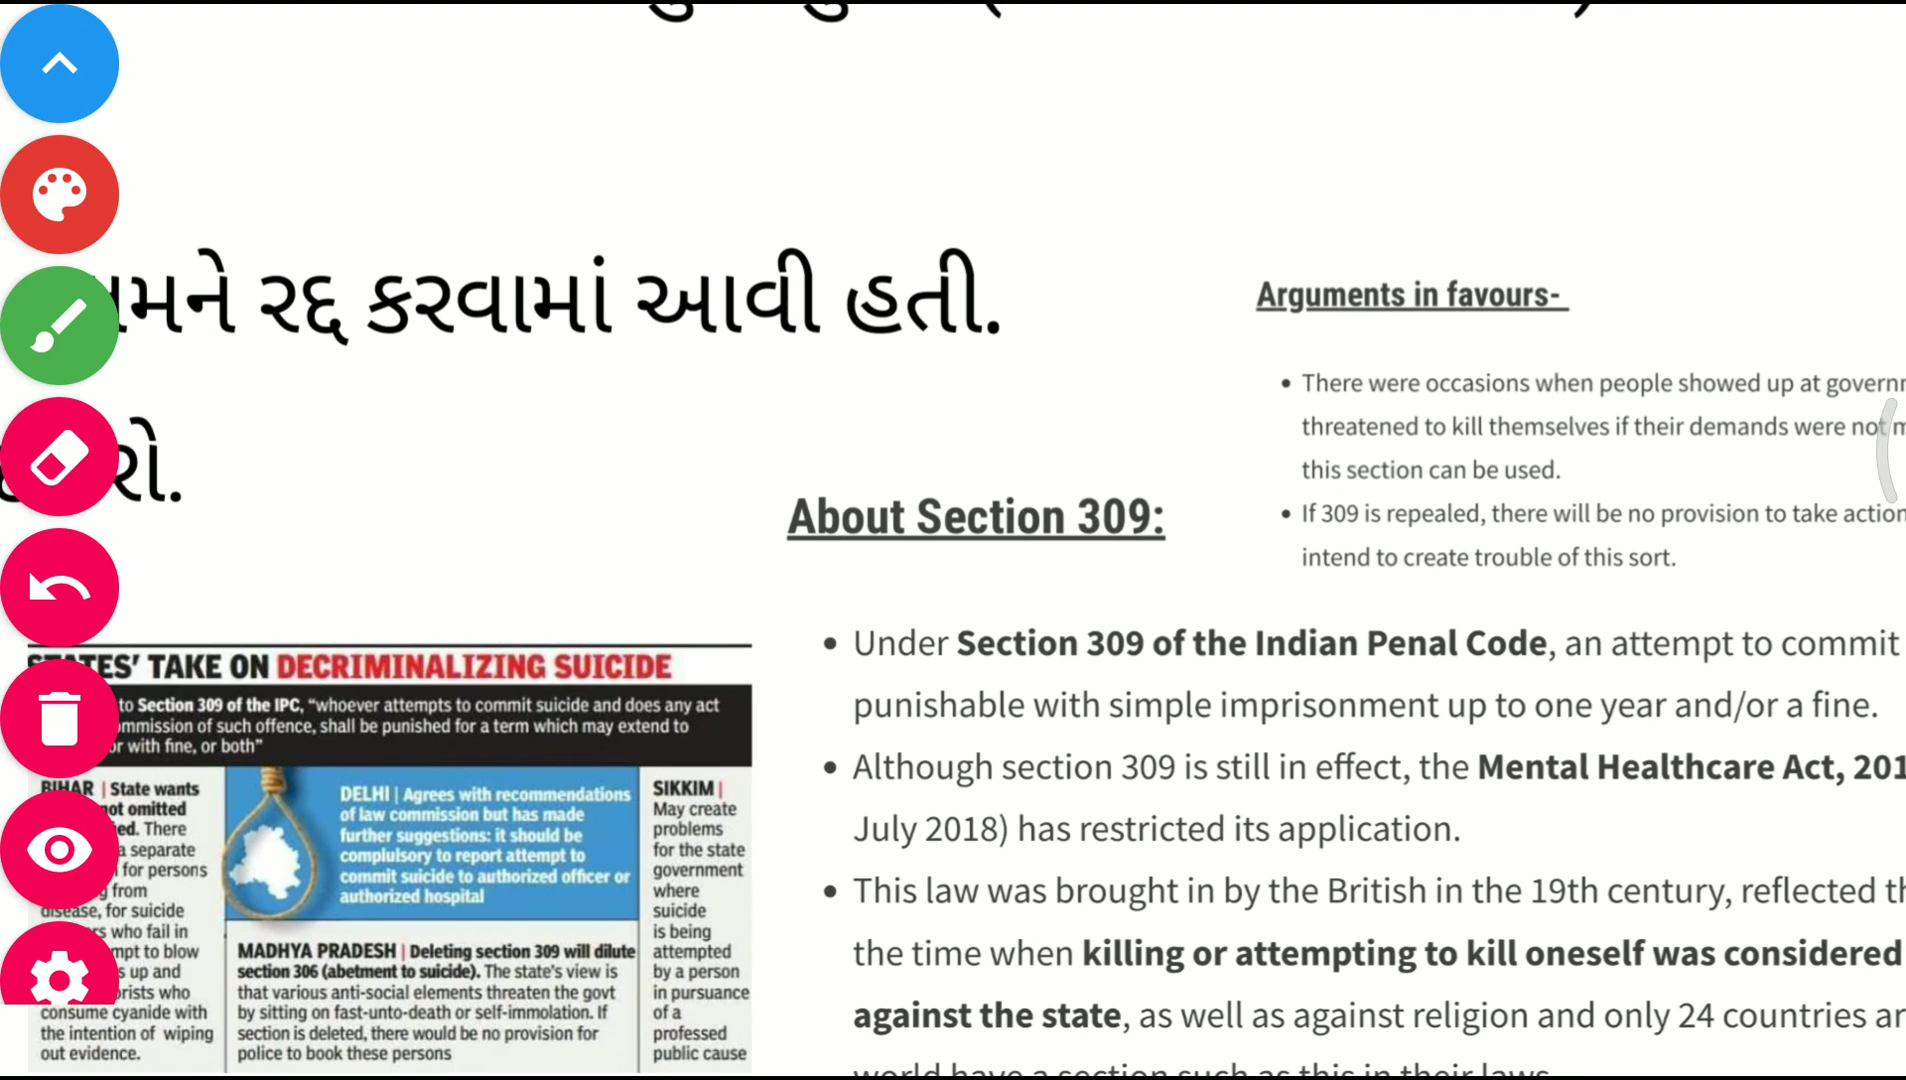 રદ્દ કરવામાં આવી હતી.
Arguments in favours-
• There were occasions when people showed up at
threatened to kill themselves if their demands were not
this section can be used.
• If 309 is repealed, there will be no provision to take action
intend to create trouble of this sort.
About Section 309:
• Under Section 309 of the Indian Penal Code, an attempt to commit
punishable with simple imprisonment up to one year and/or a fine.
• Although section 309 is still in effect, the Mental Healthcare Act,
July 2018) has restricted its application.
• This law was brought in by the British in the 19th century, reflected
the time when killing or attempting to kill oneself was considered
against the state, as well as against religion and only 24 countries
world have a section such as this in their laws.
TAKE ON DECRIMINALIZING SUICIDE
to Section 309 of the IPC, “whoever attempts to commit suicide and does any act
of such offence, shall be punished for a term which may extend to
with fine, or both”
BIHAR | State wants
not omitted
There
a separate
for persons
from
disease, for suicide
who fail in
to blow
up and
who
consume cyanide with
the intention of wiping
out evidence.
DELHI | Agrees with recommendations
of law commission but has made
further suggestions: it should be
complulsory to report attempt to
commit suicide to authorized officer or
authorized hospital
MADHYA PRADESH | Deleting section 309 will dilute
section 306 (abetment to suicide). The state's view is
that various anti-social elements threaten the govt
by sitting on fast-unto-death or self-immolation. If
section is deleted, there would be no provision for
police to book these persons
SIKKIM |
May create
problems
for the state
government
where
suicide
is being
attempted
by a person
in pursuance
of a
professed
public cause